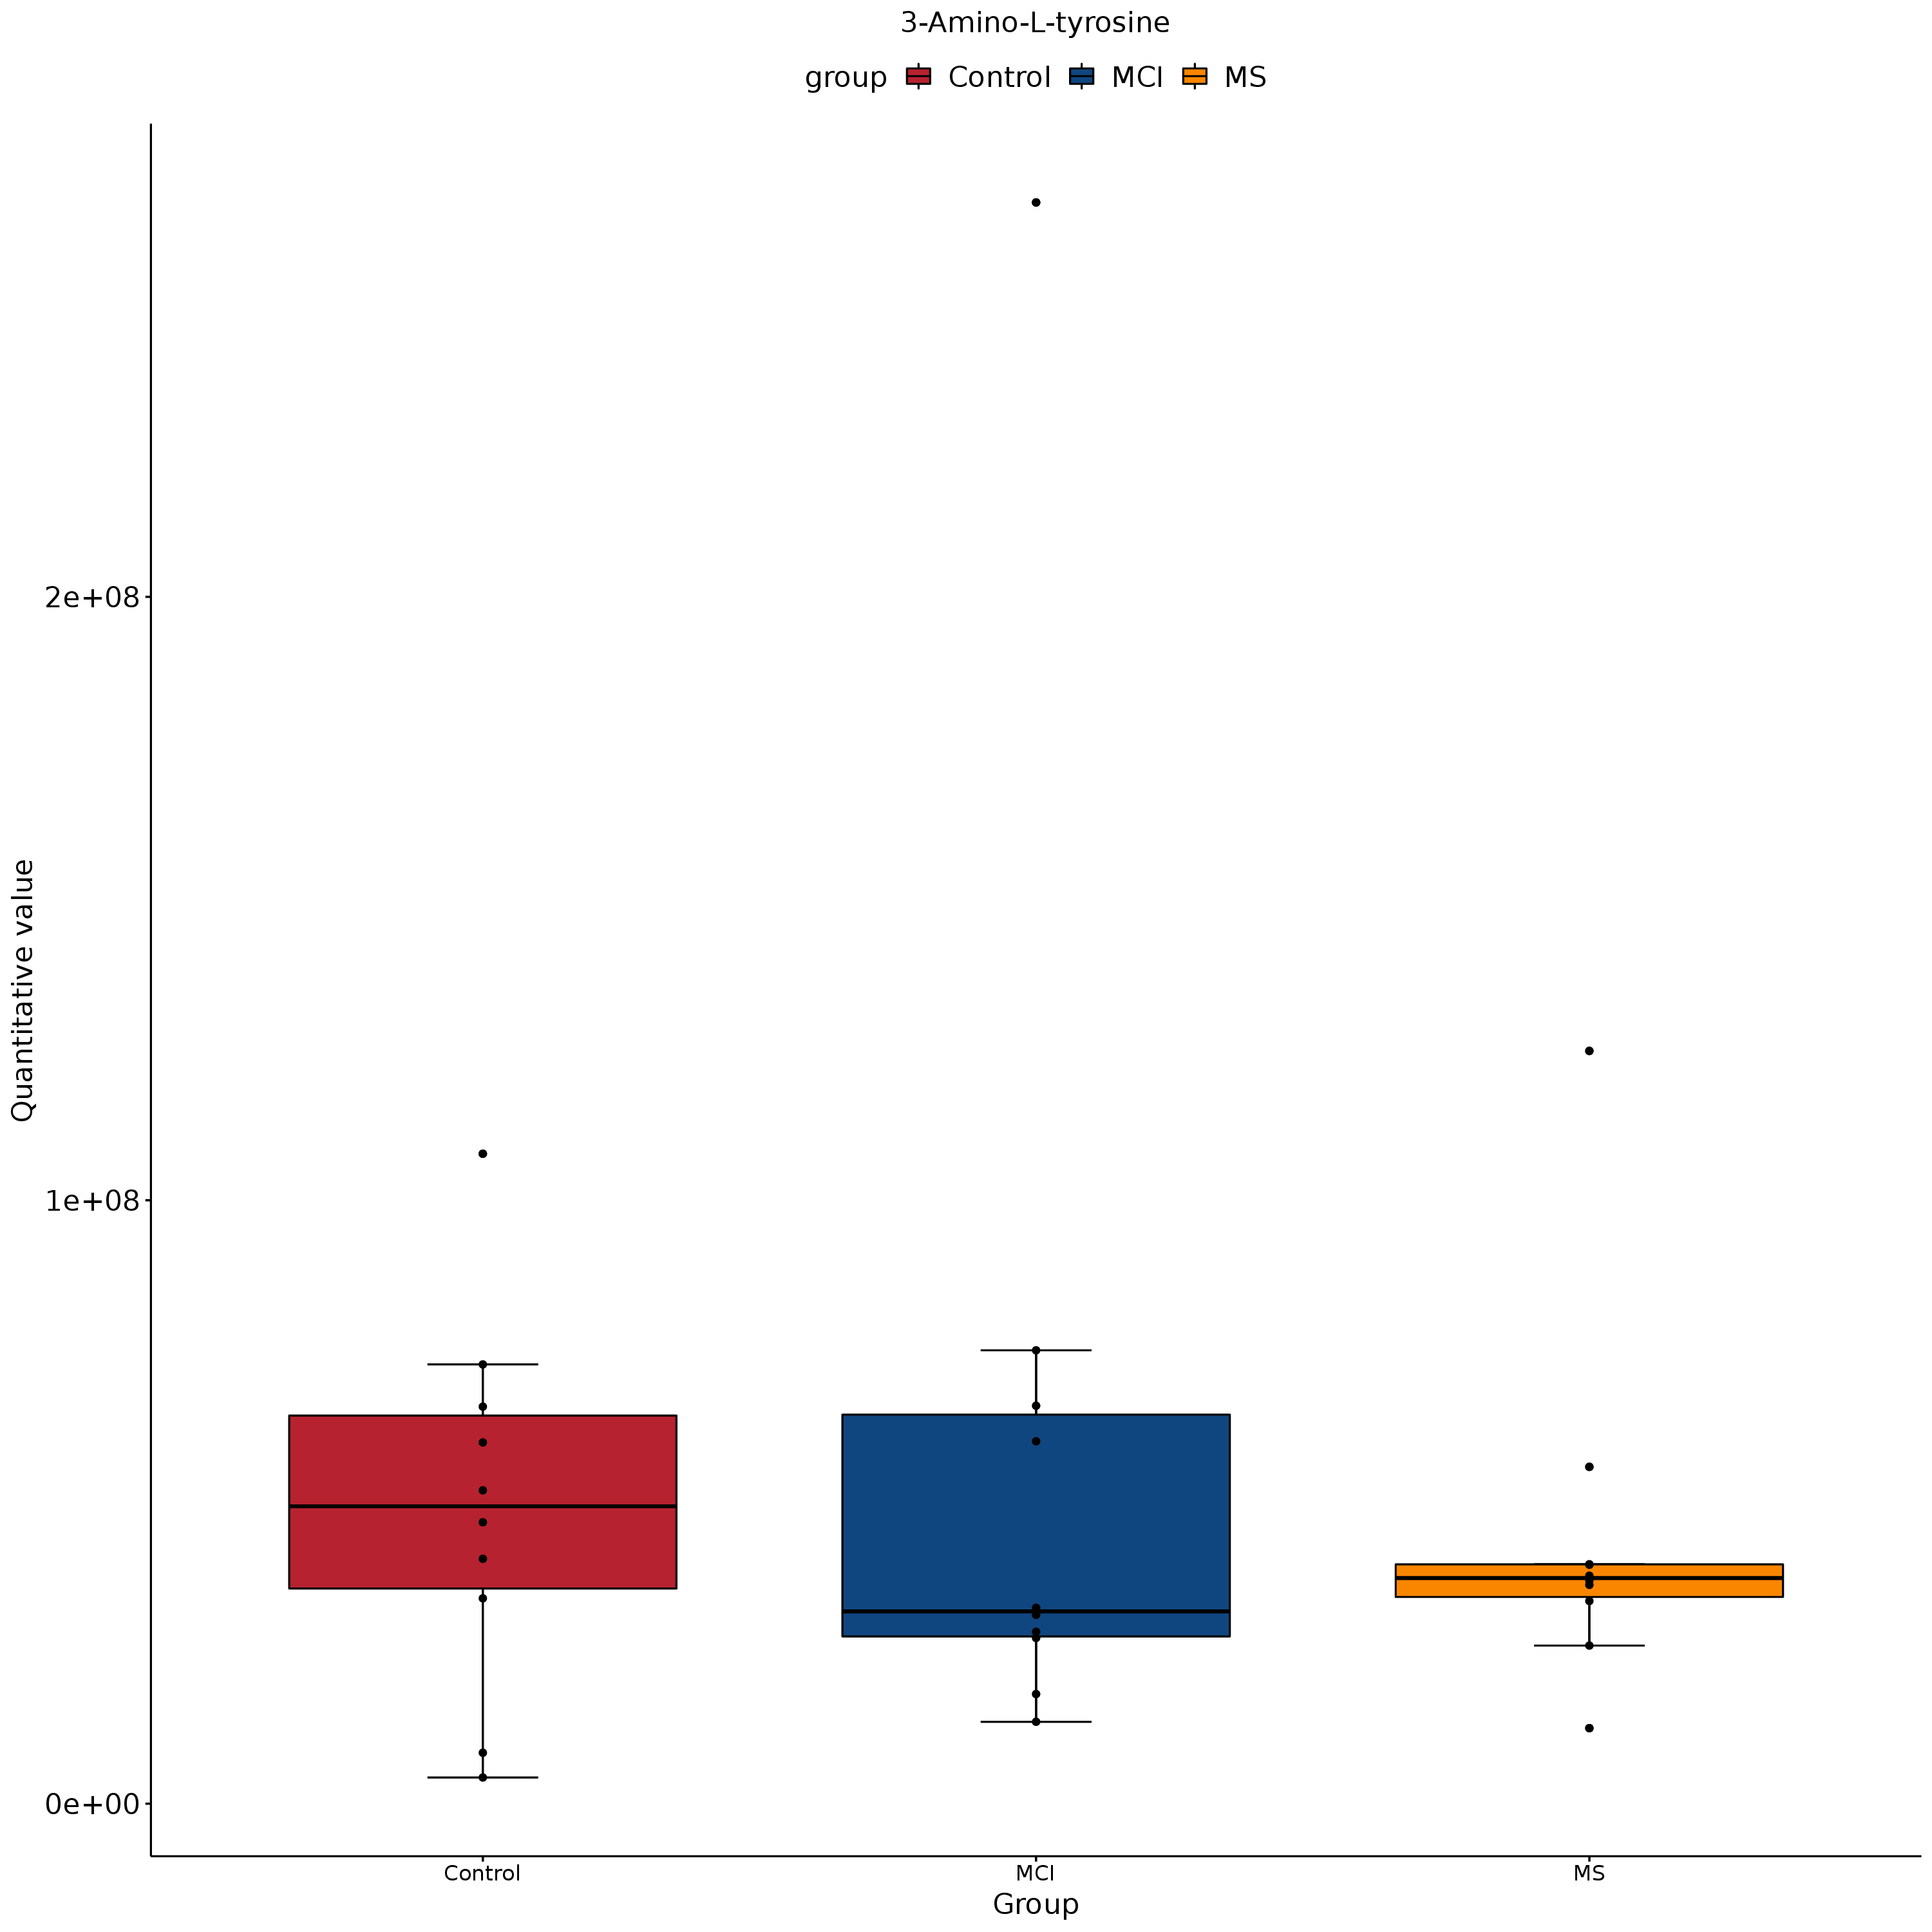 3-Amino-L-tyrosine
group Control MCI MS
Quantitative value
2e+08
1e+08
0e+00
Control MCI MS
Group